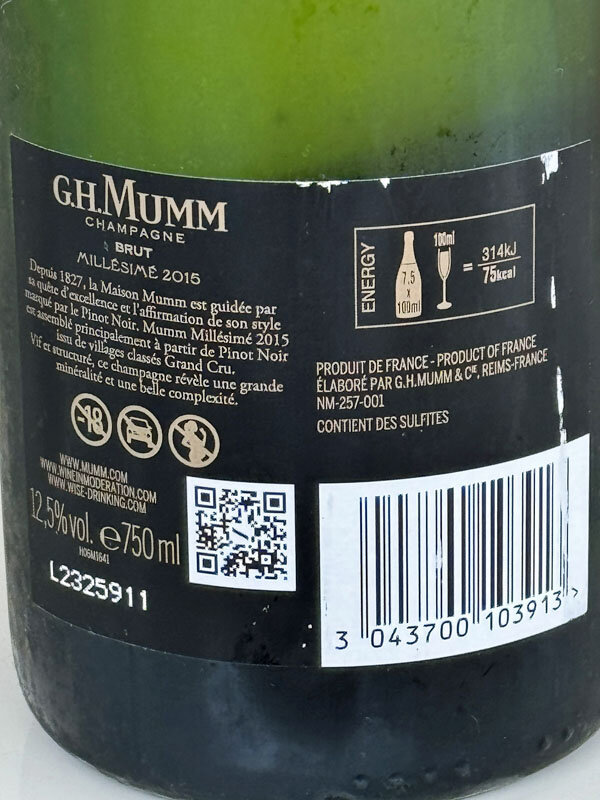 G.H.MUMM
CHAMPAGNE
BRUT
MILLÉSIMÉ 2015
Depuis 1827, la Maison Mumm est guidée par
sa quête d'excellence et l'affirmation de son style
marqué par le Pinot Noir. Mumm Millésimé 2015
est assemblé principalement à partir de Pinot Noir
issu de villages classés Grand Cru.
Vif et structuré, ce champagne révèle une grande
minéralité et une belle complexité.
-18
WWW.MUMM.COM
WWW.WINEINMODERATION.COM
WWW.WISE-DRINKING.COM
12,5% vol. e 750 ml
H06M1641
L2325911
ENERGY
7,5
x
100ml
100ml
= 314kJ
75kcal
PRODUIT DE FRANCE - PRODUCT OF FRANCE
ÉLABORÉ PAR G.H.MUMM & CIE, REIMS-FRANCE
NM-257-001
CONTIENT DES SULFITES
3 043700 103913 >